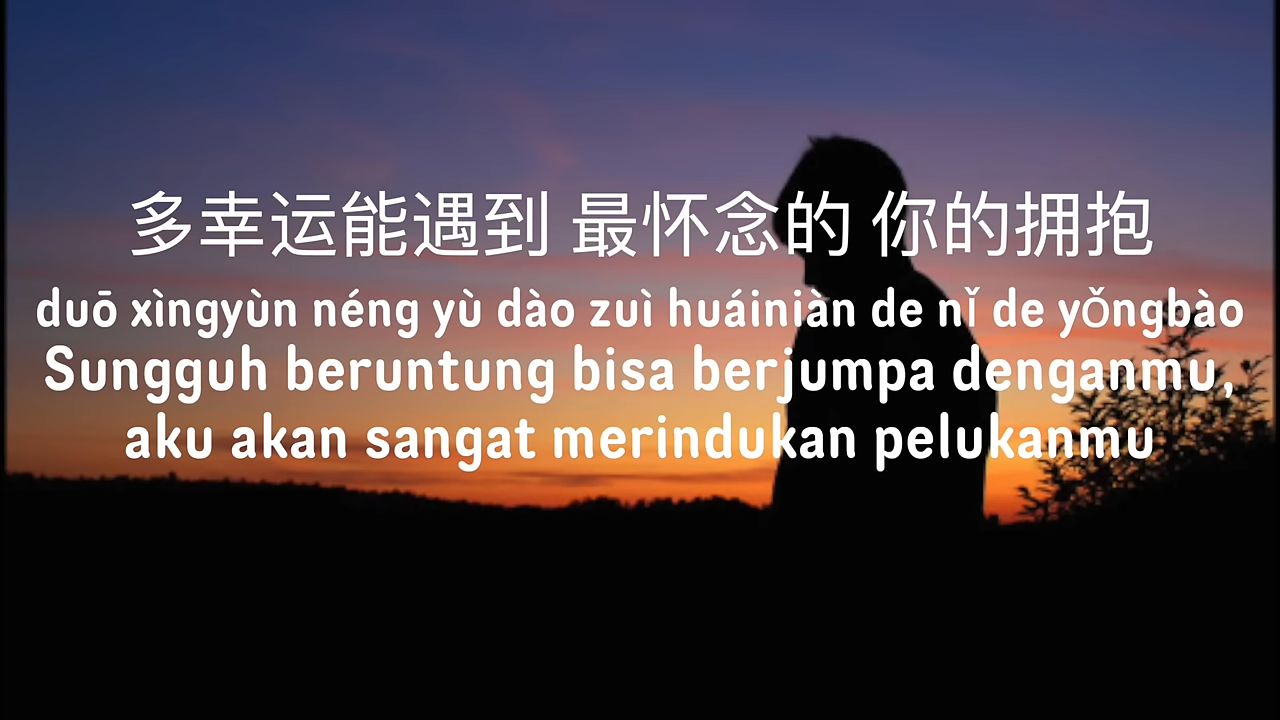 多幸运能遇到 最怀念的 你的拥抱
duō xìngyùn néng yù dào zuì huáiniàn de nǐ de yǒngbào
Sungguh beruntung bisa berjumpa denganmu,
aku akan sangat merindukan pelukanmu